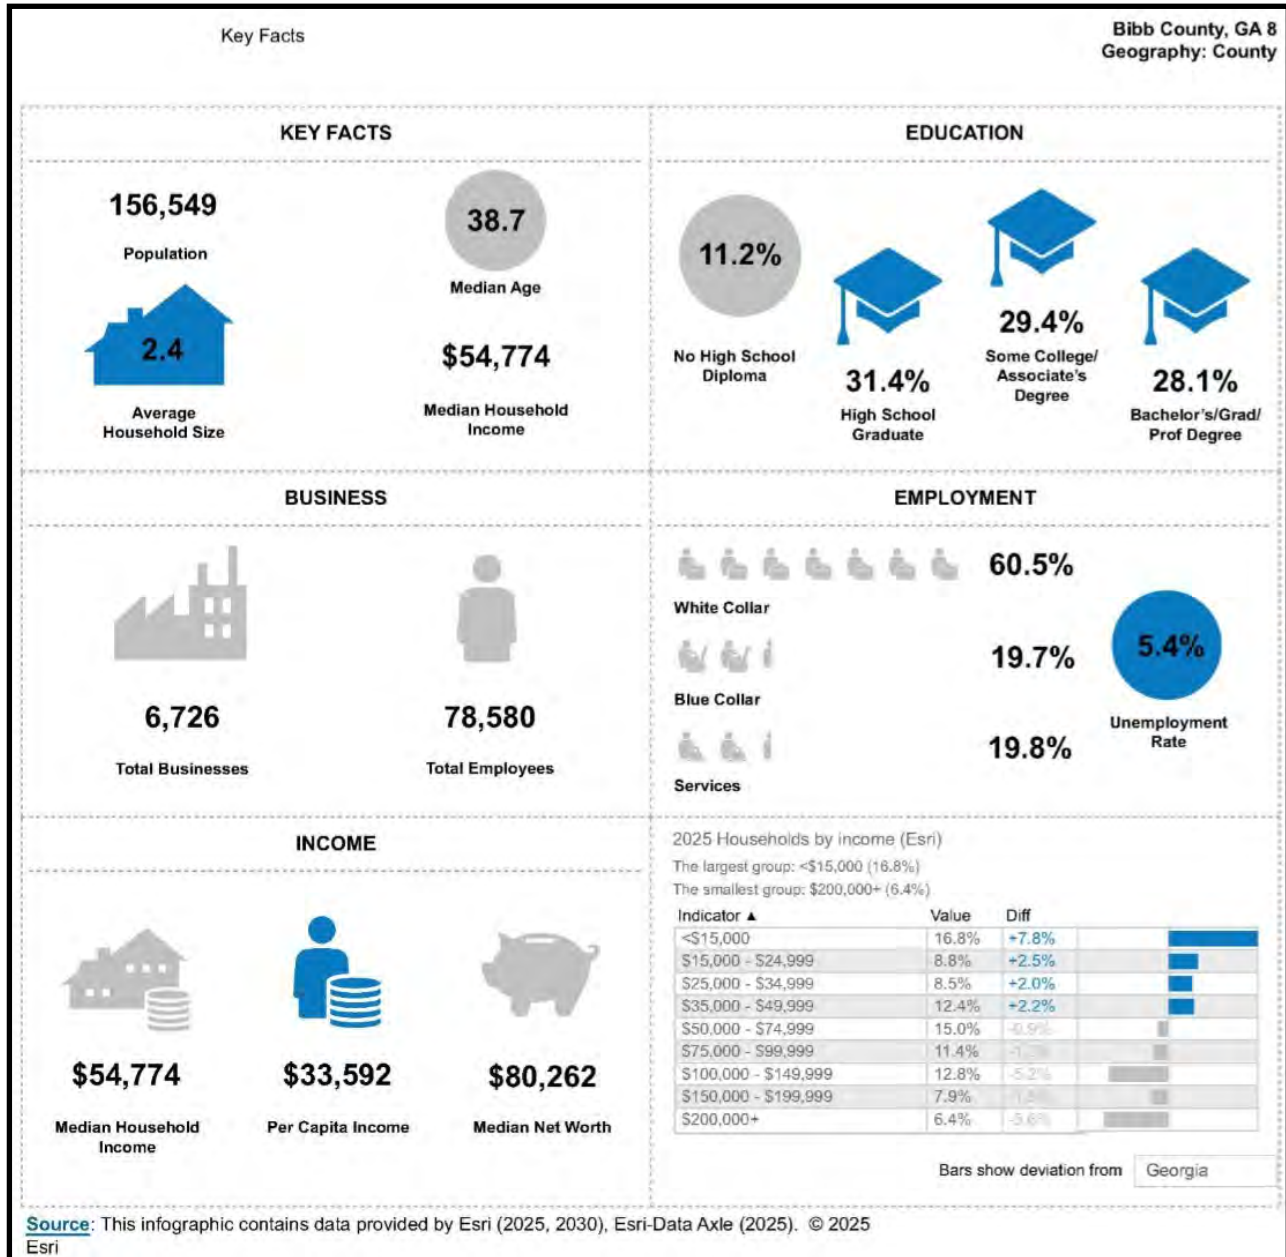 Key Facts
Bibb County, GA 8
Geography: County
KEY FACTS
156,549
Population
38.7
Median Age
2.4
Average
Household Size
$54,774
Median Household
Income
EDUCATION
11.2%
No High School
Diploma
31.4%
High School
Graduate
29.4%
Some College/
Associate's
Degree
28.1%
Bachelor's/Grad/
Prof Degree
BUSINESS
6,726
Total Businesses
78,580
Total Employees
EMPLOYMENT
60.5%
White Collar
19.7%
Blue Collar
19.8%
Services
5.4%
Unemployment
Rate
INCOME
$54,774
Median Household
Income
$33,592
Per Capita Income
$80,262
Median Net Worth
2025 Households by income (Esri)
The largest group: <$15,000 (16.8%)
The smallest group: $200,000+ (6.4%)
Indicator ▲ Value Diff
<$15,000 16.8% +7.8%
$15,000 - $24,999 8.8% +2.5%
$25,000 - $34,999 8.5% +2.0%
$35,000 - $49,999 12.4% +2.2%
$50,000 - $74,999 15.0% -0.9%
$75,000 - $99,999 11.4%
$100,000 - $149,999 12.8% -5.2%
$150,000 - $199,999 7.9%
$200,000+ 6.4% -5.6%
Bars show deviation from Georgia
Source: This infographic contains data provided by Esri (2025, 2030), Esri-Data Axle (2025). © 2025
Esri